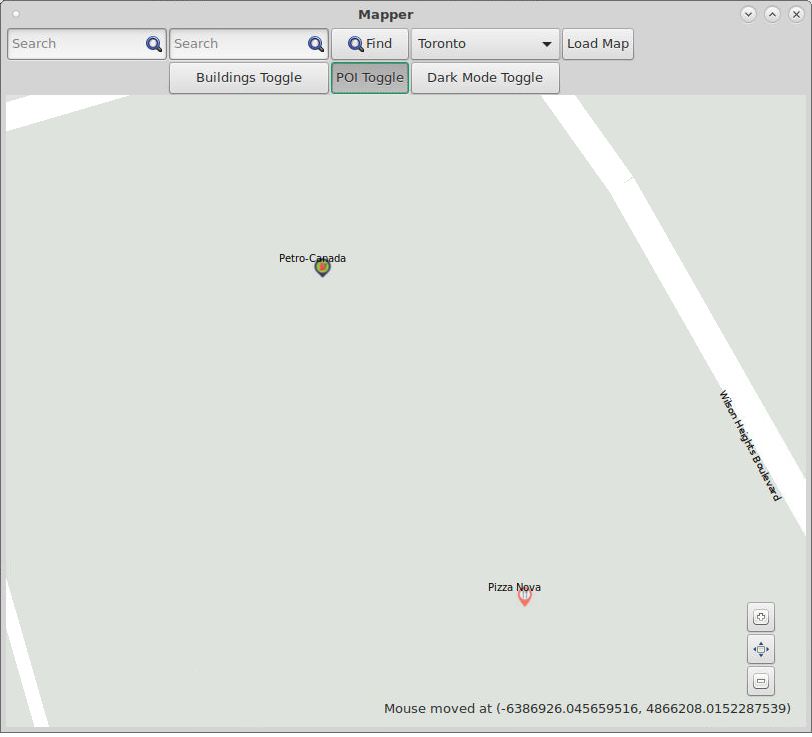 Mapper
Search
Search
Find
Toronto
Load Map
Buildings Toggle
POI Toggle
Dark Mode Toggle
Petro-Canada
Wilson Heights Boulevard
Pizza Nova
Mouse moved at (-6386926.045659516, 4866208.0152287539)